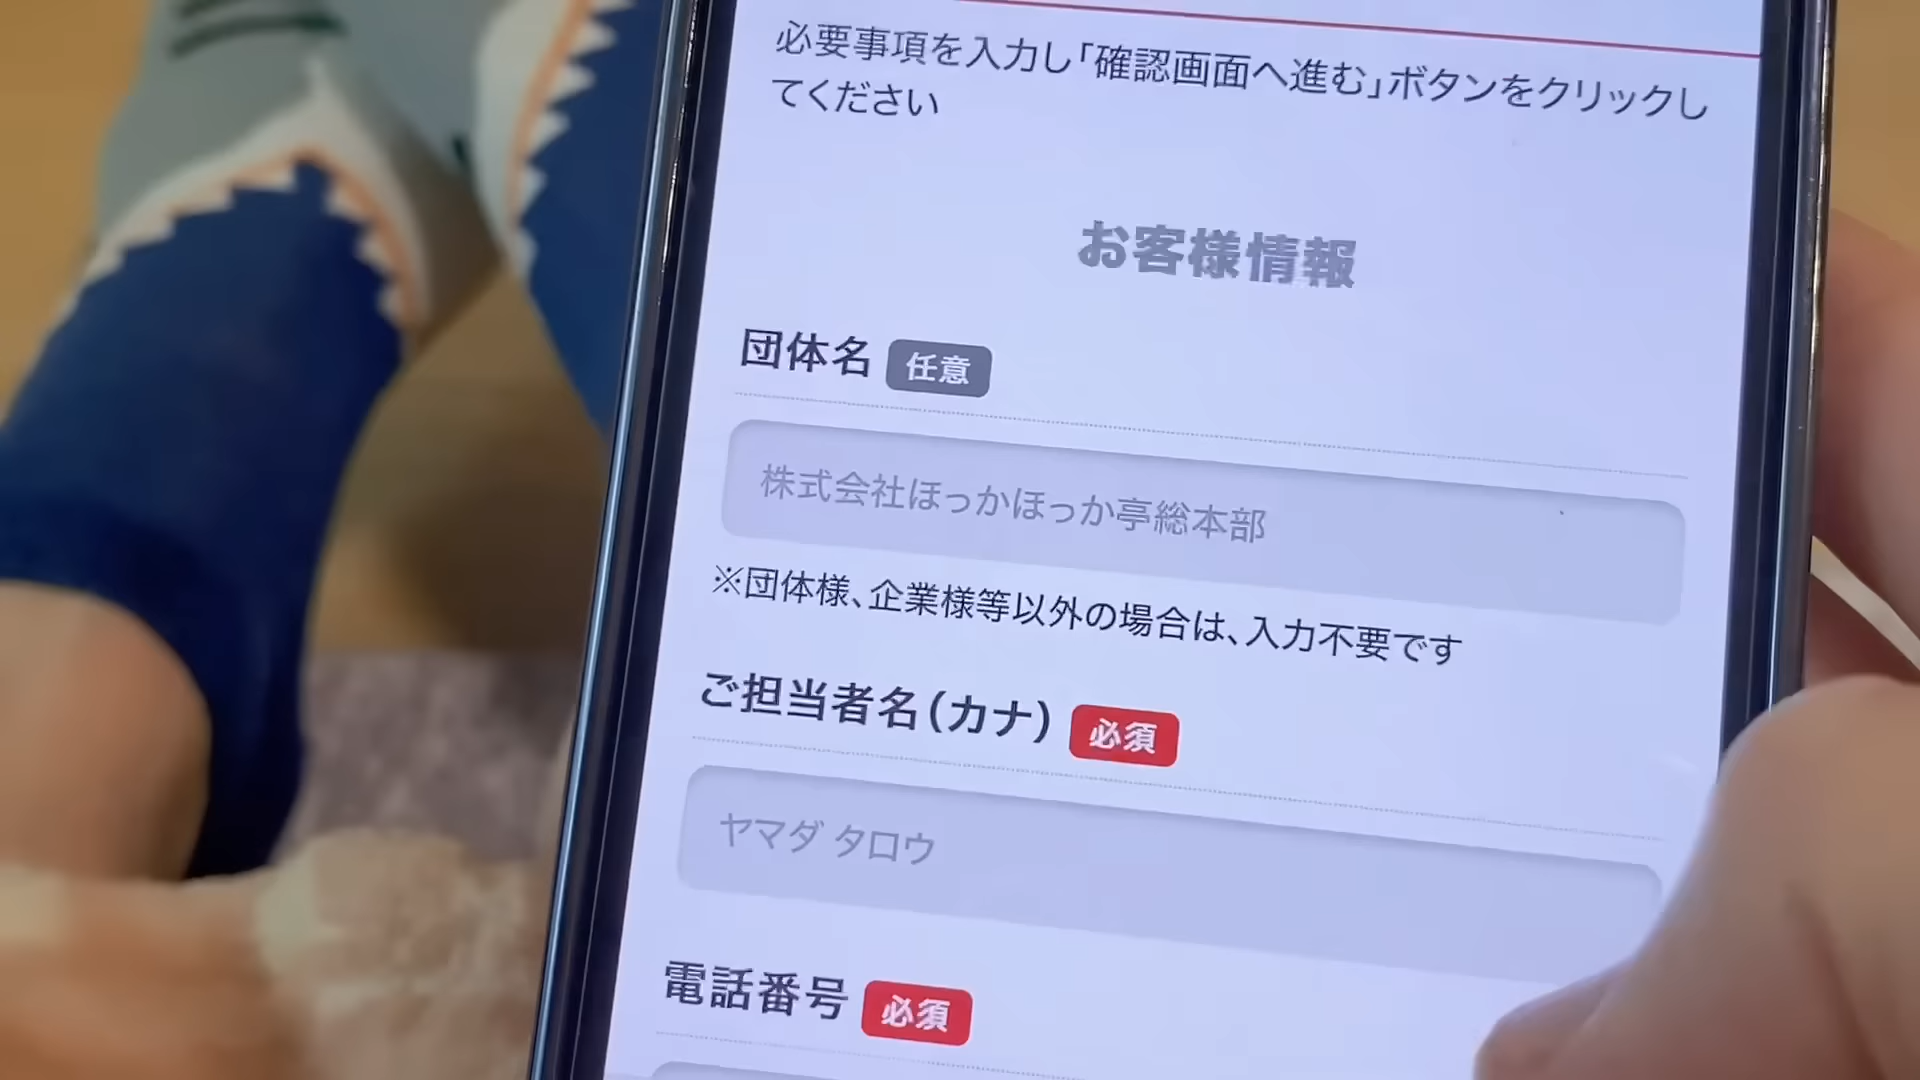 必要事項を入力し「確認画面へ進む」ボタンをクリックし
てください
お客様情報
団体名 任意
株式会社ほっかほっか亭総本部
※団体様、企業様等以外の場合は、入力不要です
ご担当者名(カナ) 必須
ヤマダ タロウ
電話番号 必須